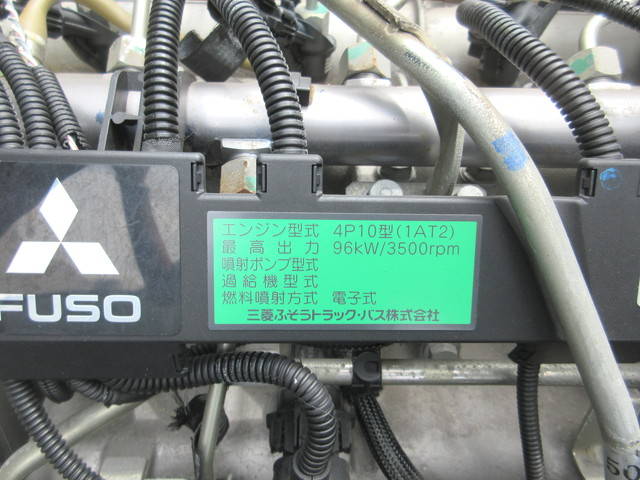 エンジン型式 4P10型(1AT2)
最高出力 96kW/3500rpm
噴射ポンプ型式
過給機型式
燃料噴射方式 電子式
三菱ふそうトラック・バス株式会社
FUSO
50